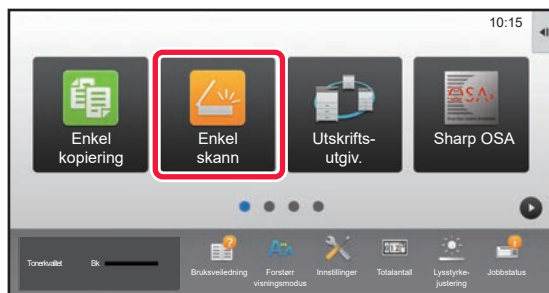 10:15
Enkel
kopiering
Enkel
skann
Utskrifts-
utgiv.
Sharp OSA
Tonerkvalitet Bk
Bruksveiledning
Forstørr
visningsmodus
Innstillinger
Totalantall
Lysstyrke-
justering
Jobbstatus